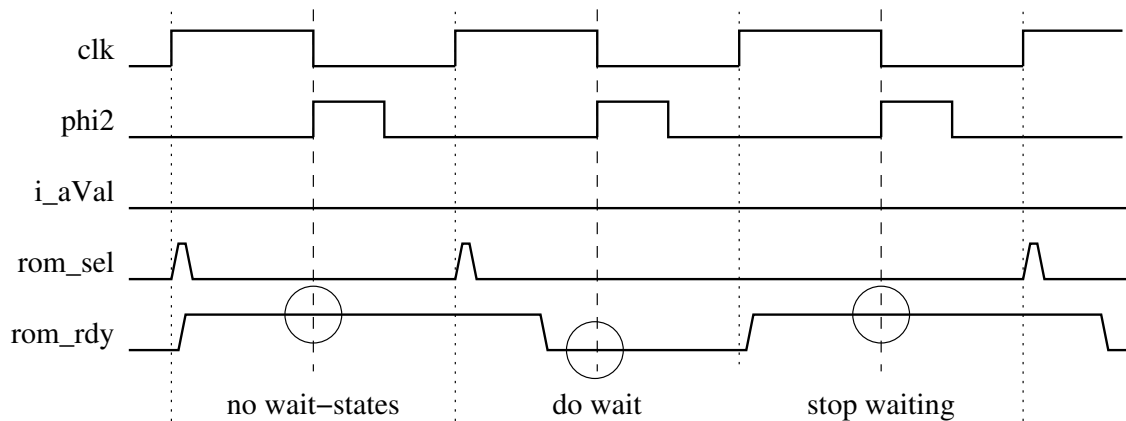 clk
phi2
i_aVal
rom_sel
rom_rdy
no wait−states do wait stop waiting